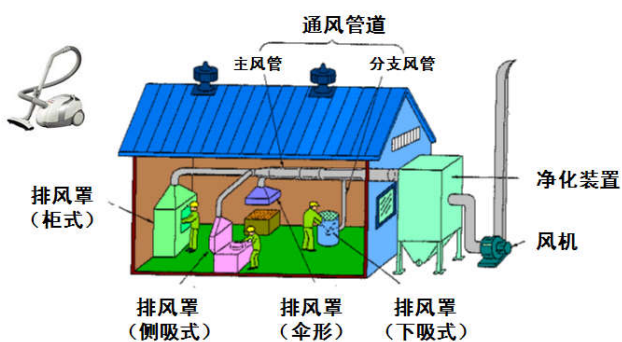 通风管道
主风管
分支风管
排风罩
（柜式）
净化装置
风机
排风罩
（侧吸式）
排风罩
（伞形）
排风罩
（下吸式）